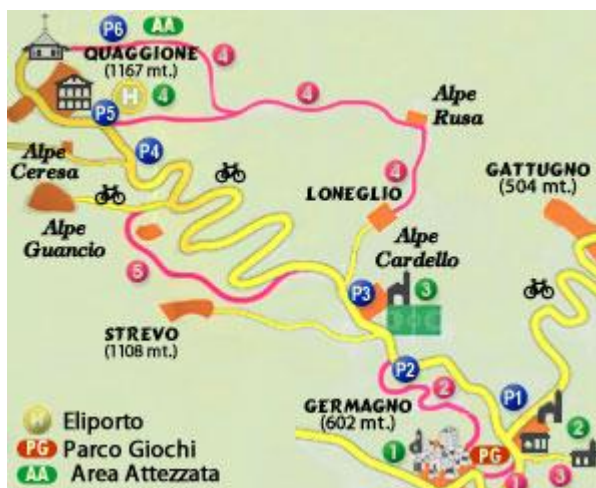 P6
AA
QUAGGIONE
(1167 mt.)
4
4
H
4
P5
Alpe
Rusa
Alpe
Ceresa
P4
4
GATTUGNO
(504 mt.)
LONEGLIO
Alpe
Guancio
Alpe
Cardello
5
P3
3
STREVO
(1108 mt.)
P2
2
P1
GERMAGNO
(602 mt.)
1
2
PG
1
3
H Eliporto
PG Parco Giochi
AA Area Attezzata